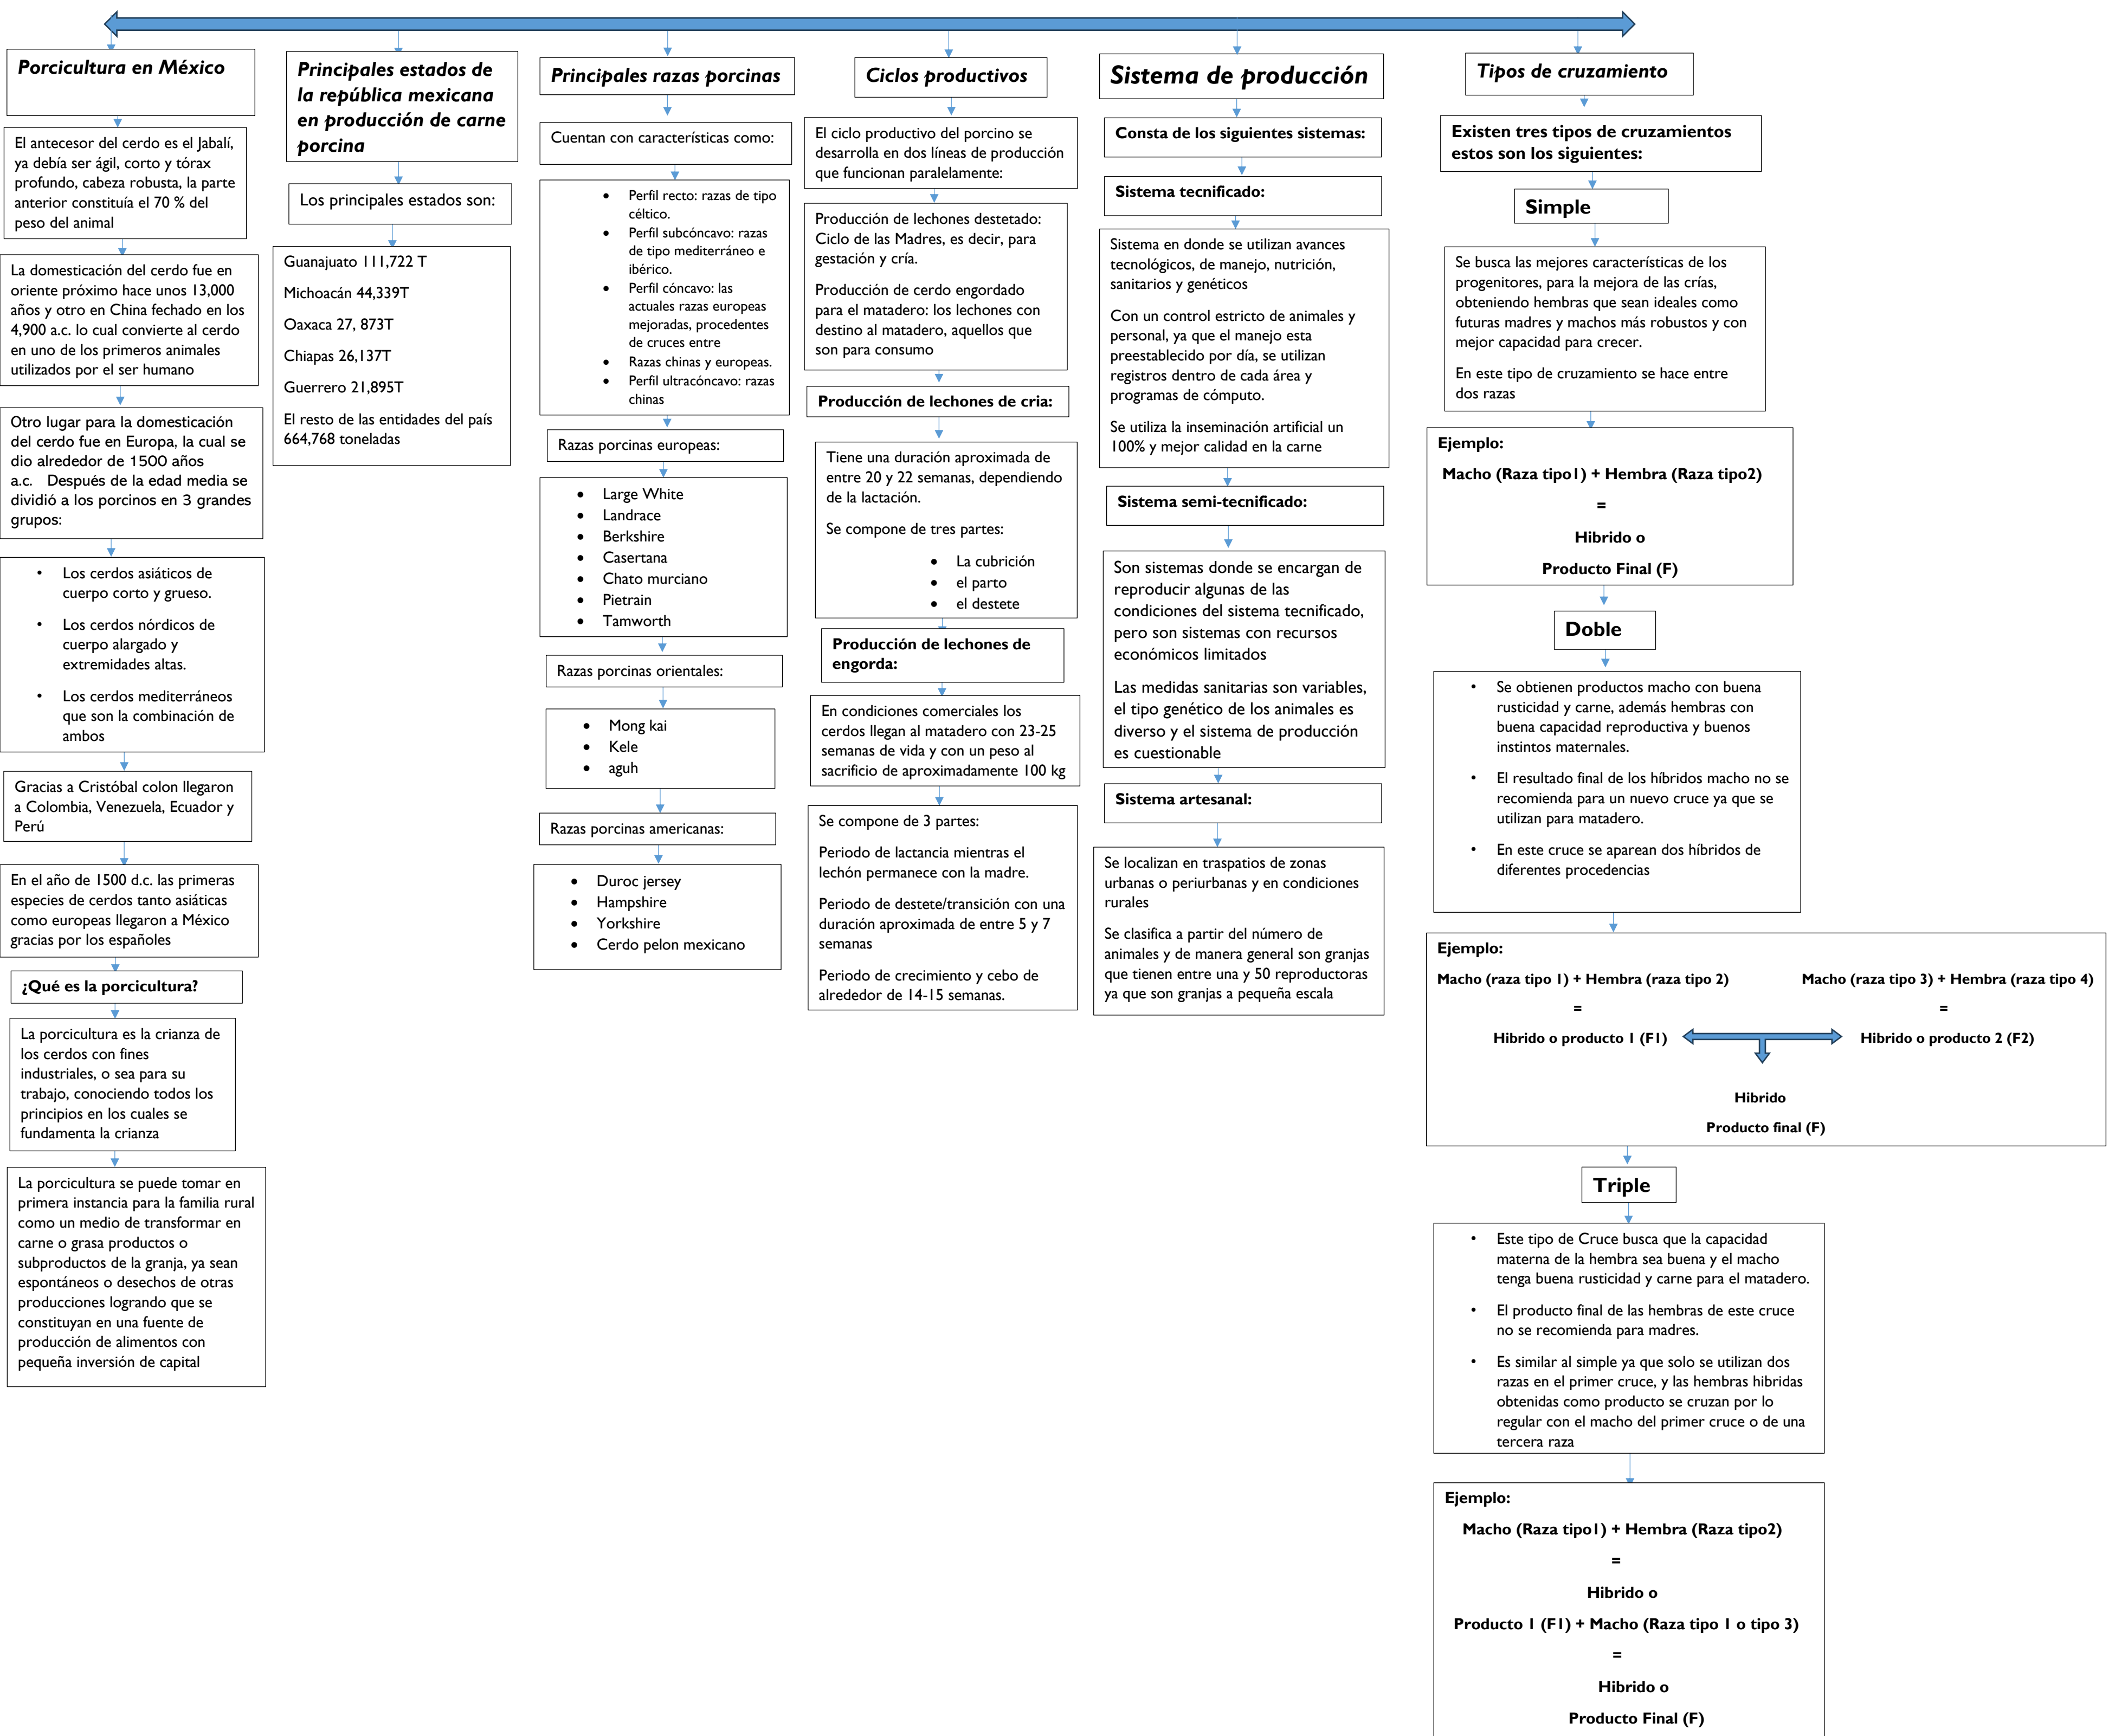 Porcicultura en México
El antecesor del cerdo es el Jabalí,
ya debía ser ágil, corto y tórax
profundo, cabeza robusta, la parte
anterior constituía el 70 % del
peso del animal
La domesticación del cerdo fue en
oriente próximo hace unos 13,000
años y otro en China fechado en los
4,900 a.c. lo cual convierte al cerdo
en uno de los primeros animales
utilizados por el ser humano
Otro lugar para la domesticación
del cerdo fue en Europa, la cual se
dio alrededor de 1500 años
a.c. Después de la edad media se
dividió a los porcinos en 3 grandes
grupos:
• Los cerdos asiáticos de
cuerpo corto y grueso.
• Los cerdos nórdicos de
cuerpo alargado y
extremidades altas.
• Los cerdos mediterráneos
que son la combinación de
ambos
Gracias a Cristóbal colon llegaron
a Colombia, Venezuela, Ecuador y
Perú
En el año de 1500 d.c. las primeras
especies de cerdos tanto asiáticas
como europeas llegaron a México
gracias por los españoles
¿Qué es la porcicultura?
La porcicultura es la crianza de
los cerdos con fines
industriales, o sea para su
trabajo, conociendo todos los
principios en los cuales se
fundamenta la crianza
La porcicultura se puede tomar en
primera instancia para la familia rural
como un medio de transformar en
carne o grasa productos o
subproductos de la granja, ya sean
espontáneos o desechos de otras
producciones logrando que se
constituyan en una fuente de
producción de alimentos con
pequeña inversión de capital
Principales estados de
la república mexicana
en producción de carne
porcina
Los principales estados son:
Guanajuato 111,722 T
Michoacán 44,339T
Oaxaca 27, 873T
Chiapas 26,137T
Guerrero 21,895T
El resto de las entidades del país
664,768 toneladas
Principales razas porcinas
Cuentan con características como:
• Perfil recto: razas de tipo
céltico.
• Perfil subcóncavo: razas
de tipo mediterráneo e
ibérico.
• Perfil cóncavo: las
actuales razas europeas
mejoradas, procedentes
de cruces entre
• Razas chinas y europeas.
• Perfil ultracóncavo: razas
chinas
Razas porcinas europeas:
• Large White
• Landrace
• Berkshire
• Casertana
• Chato murciano
• Pietrain
• Tamworth
Razas porcinas orientales:
• Mong kai
• Kele
• aguh
Razas porcinas americanas:
• Duroc jersey
• Hampshire
• Yorkshire
• Cerdo pelon mexicano
Ciclos productivos
El ciclo productivo del porcino se
desarrolla en dos líneas de producción
que funcionan paralelamente:
Producción de lechones destetado:
Ciclo de las Madres, es decir, para
gestación y cría.
Producción de cerdo engordado
para el matadero: los lechones con
destino al matadero, aquellos que
son para consumo
Producción de lechones de cria:
Tiene una duración aproximada de
entre 20 y 22 semanas, dependiendo
de la lactación.
Se compone de tres partes:
• La cubrición
• el parto
• el destete
Producción de lechones de
engorda:
En condiciones comerciales los
cerdos llegan al matadero con 23-25
semanas de vida y con un peso al
sacrificio de aproximadamente 100 kg
Se compone de 3 partes:
Periodo de lactancia mientras el
lechón permanece con la madre.
Periodo de destete/transición con una
duración aproximada de entre 5 y 7
semanas
Periodo de crecimiento y cebo de
alrededor de 14-15 semanas.
Sistema de producción
Consta de los siguientes sistemas:
Sistema tecnificado:
Sistema en donde se utilizan avances
tecnológicos, de manejo, nutrición,
sanitarios y genéticos
Con un control estricto de animales y
personal, ya que el manejo esta
preestablecido por día, se utilizan
registros dentro de cada área y
programas de cómputo.
Se utiliza la inseminación artificial un
100% y mejor calidad en la carne
Sistema semi-tecnificado:
Son sistemas donde se encargan de
reproducir algunas de las
condiciones del sistema tecnificado,
pero son sistemas con recursos
económicos limitados
Las medidas sanitarias son variables,
el tipo genético de los animales es
diverso y el sistema de producción
es cuestionable
Sistema artesanal:
Se localizan en traspatios de zonas
urbanas o periurbanas y en condiciones
rurales
Se clasifica a partir del número de
animales y de manera general son granjas
que tienen entre una y 50 reproductoras
ya que son granjas a pequeña escala
Tipos de cruzamiento
Existen tres tipos de cruzamientos
estos son los siguientes:
Simple
Se busca las mejores características de los
progenitores, para la mejora de las crías,
obteniendo hembras que sean ideales como
futuras madres y machos más robustos y con
mejor capacidad para crecer.
En este tipo de cruzamiento se hace entre
dos razas
Ejemplo:
Macho (Raza tipo1) + Hembra (Raza tipo2)
=
Hibrido o
Producto Final (F)
Doble
• Se obtienen productos macho con buena
rusticidad y carne, además hembras con
buena capacidad reproductiva y buenos
instintos maternales.
• El resultado final de los híbridos macho no se
recomienda para un nuevo cruce ya que se
utilizan para matadero.
• En este cruce se aparean dos híbridos de
diferentes procedencias
Ejemplo:
Macho (raza tipo 1) + Hembra (raza tipo 2) Macho (raza tipo 3) + Hembra (raza tipo 4)
= =
Hibrido o producto 1 (F1) Hibrido o producto 2 (F2)
Hibrido
Producto final (F)
Triple
• Este tipo de Cruce busca que la capacidad
materna de la hembra sea buena y el macho
tenga buena rusticidad y carne para el matadero.
• El producto final de las hembras de este cruce
no se recomienda para madres.
• Es similar al simple ya que solo se utilizan dos
razas en el primer cruce, y las hembras hibridas
obtenidas como producto se cruzan por lo
regular con el macho del primer cruce o de una
tercera raza
Ejemplo:
Macho (Raza tipo1) + Hembra (Raza tipo2)
=
Hibrido o
Producto 1 (F1) + Macho (Raza tipo 1 o tipo 3)
=
Hibrido o
Producto Final (F)